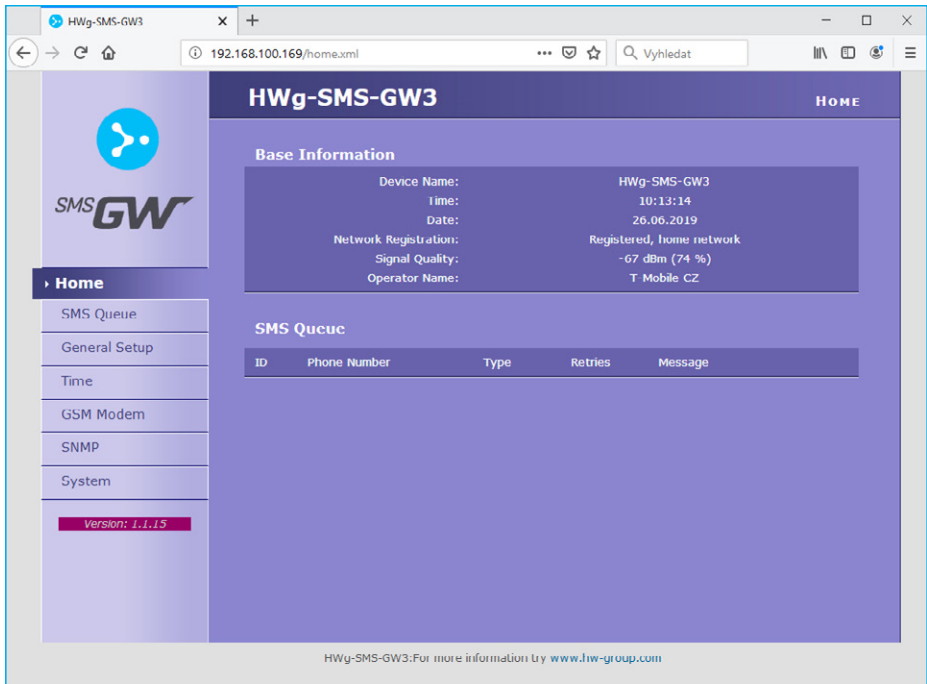 HWg-SMS-GW3
192.168.100.169/home.xml
Vyhledat
HWg-SMS-GW3
HOME
SMS GW
Home
SMS Queue
General Setup
Time
GSM Modem
SNMP
System
Version: 1.1.15
Base Information
Device Name: HWg-SMS-GW3
Time: 10:13:14
Date: 26.06.2019
Network Registration: Registered, home network
Signal Quality: -67 dBm (74 %)
Operator Name: T-Mobile CZ
SMS Queue
ID Phone Number Type Retries Message
HWg-SMS-GW3:For more information try www.hw-group.com